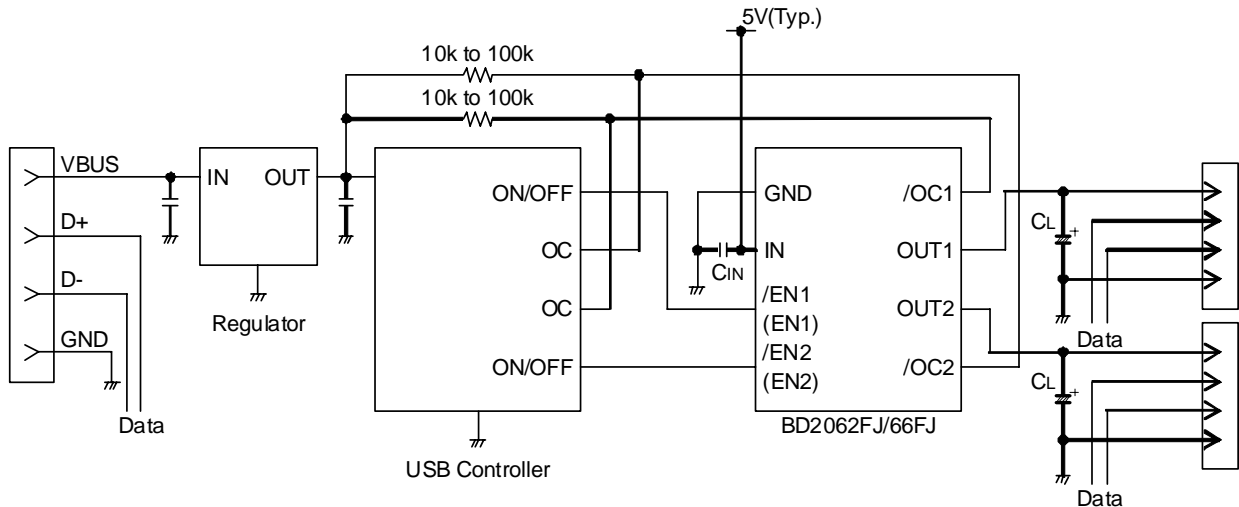 5V(Typ.)
10k to 100k
10k to 100k
VBUS
D+
D-
GND
Data
IN
OUT
Regulator
ON/OFF
OC
OC
ON/OFF
USB Controller
CIN
GND
IN
/EN1
(EN1)
/EN2
(EN2)
/OC1
OUT1
OUT2
/OC2
BD2062FJ/66FJ
CL
+
Data
CL
+
Data